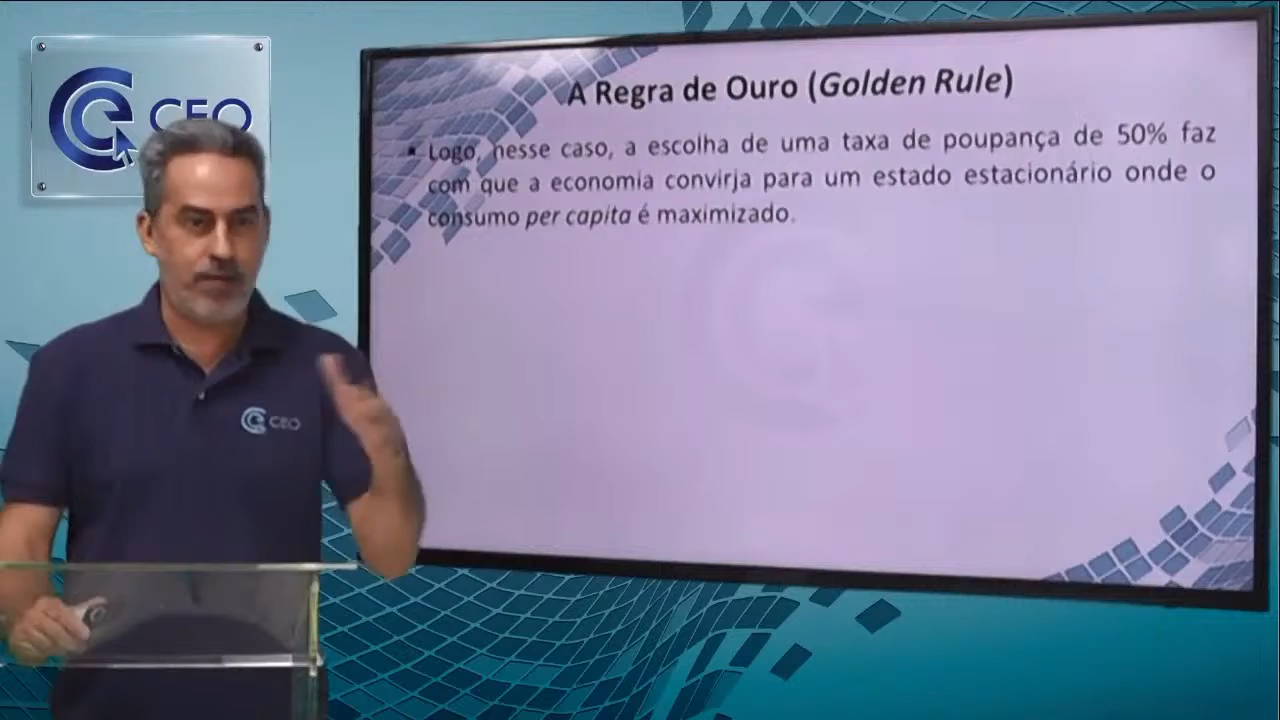 CEO
A Regra de Ouro (Golden Rule)
• Logo, nesse caso, a escolha de uma taxa de poupança de 50% faz
com que a economia convirja para um estado estacionário onde o
consumo per capita é maximizado.
CEO